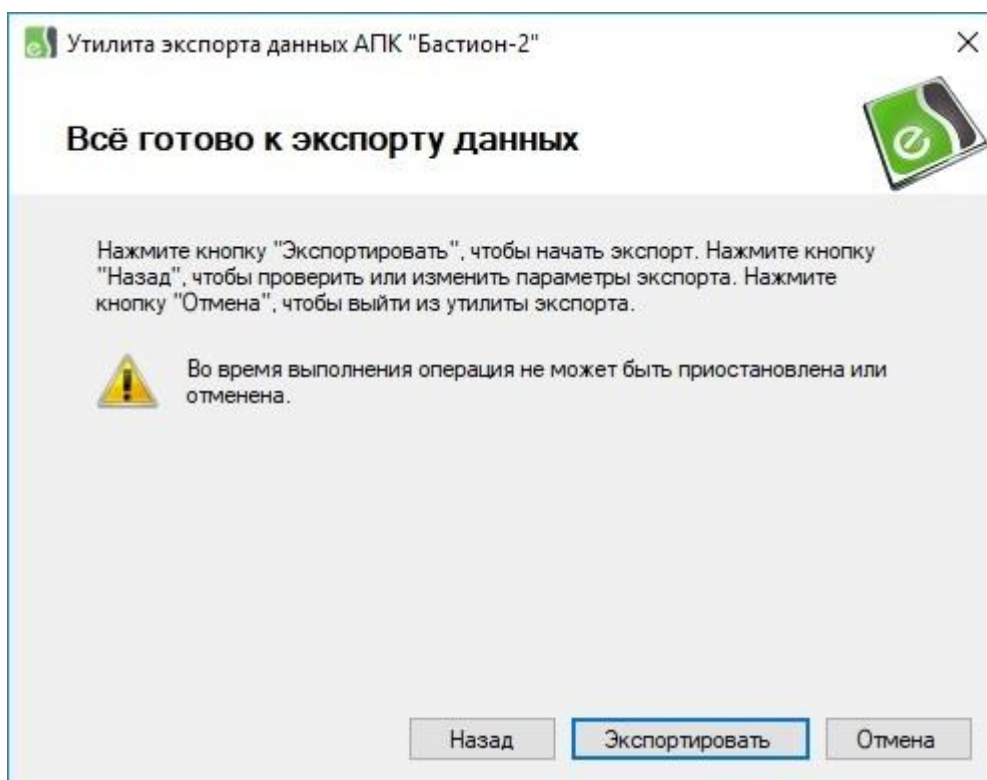 Утилита экспорта данных АПК "Бастион-2"
Всё готово к экспорту данных
Нажмите кнопку "Экспортировать", чтобы начать экспорт. Нажмите кнопку
"Назад", чтобы проверить или изменить параметры экспорта. Нажмите
кнопку "Отмена", чтобы выйти из утилиты экспорта.
Во время выполнения операция не может быть приостановлена или
отменена.
Назад
Экспортировать
Отмена